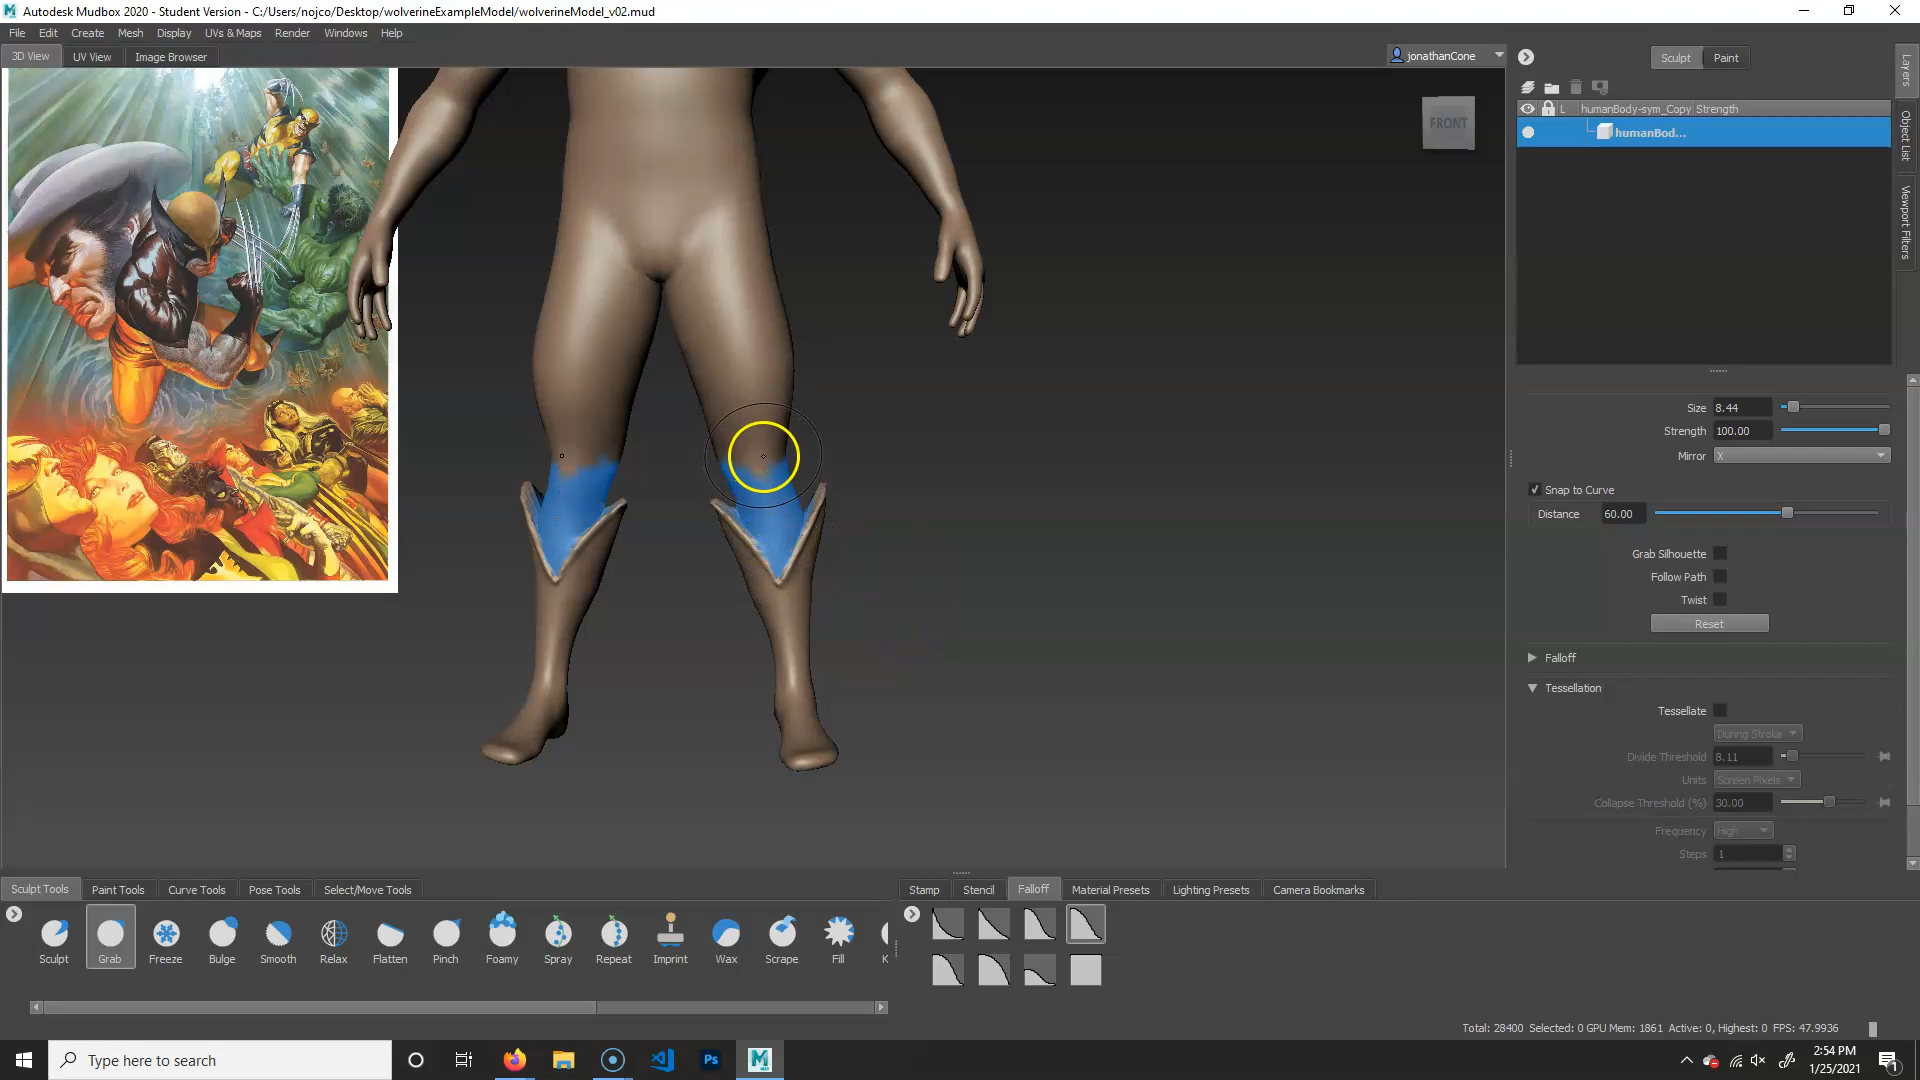 Autodesk Mudbox 2020 - Student Version - C:/Users/nojco/Desktop/wolverineExampleModel/wolverineModel_v02.mud
File Edit Create Mesh Display UVs & Maps Render Windows Help
3D View UV View Image Browser
jonathanCone
Sculpt Paint
Layers
Object List
Viewport Filters
FRONT
L humanBody-sym_Copy Strength
humanBod...
Size 8.44
Strength 100.00
Mirror X
Snap to Curve
Distance 60.00
Grab Silhouette
Follow Path
Twist
Reset
Falloff
Tessellation
Tessellate
During Stroke
Divide Threshold 8.11
Units Screen Pixels
Collapse Threshold (%) 30.00
Frequency High
Steps 1
Sculpt Tools Paint Tools Curve Tools Pose Tools Select/Move Tools
Stamp Stencil Falloff Material Presets Lighting Presets Camera Bookmarks
Sculpt Grab Freeze Bulge Smooth Relax Flatten Pinch Foamy Spray Repeat Imprint Wax Scrape Fill K
Total: 28400 Selected: 0 GPU Mem: 1861 Active: 0, Highest: 0 FPS: 47.9936
Type here to search
Ps
M
2:54 PM
1/25/2021
1